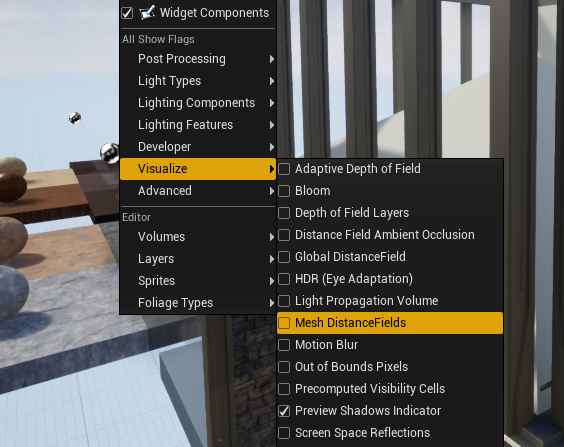 Widget Components
All Show Flags
Post Processing
Light Types
Lighting Components
Lighting Features
Developer
Visualize
Advanced
Editor
Volumes
Layers
Sprites
Foliage Types
Adaptive Depth of Field
Bloom
Depth of Field Layers
Distance Field Ambient Occlusion
Global DistanceField
HDR (Eye Adaptation)
Light Propagation Volume
Mesh DistanceFields
Motion Blur
Out of Bounds Pixels
Precomputed Visibility Cells
Preview Shadows Indicator
Screen Space Reflections